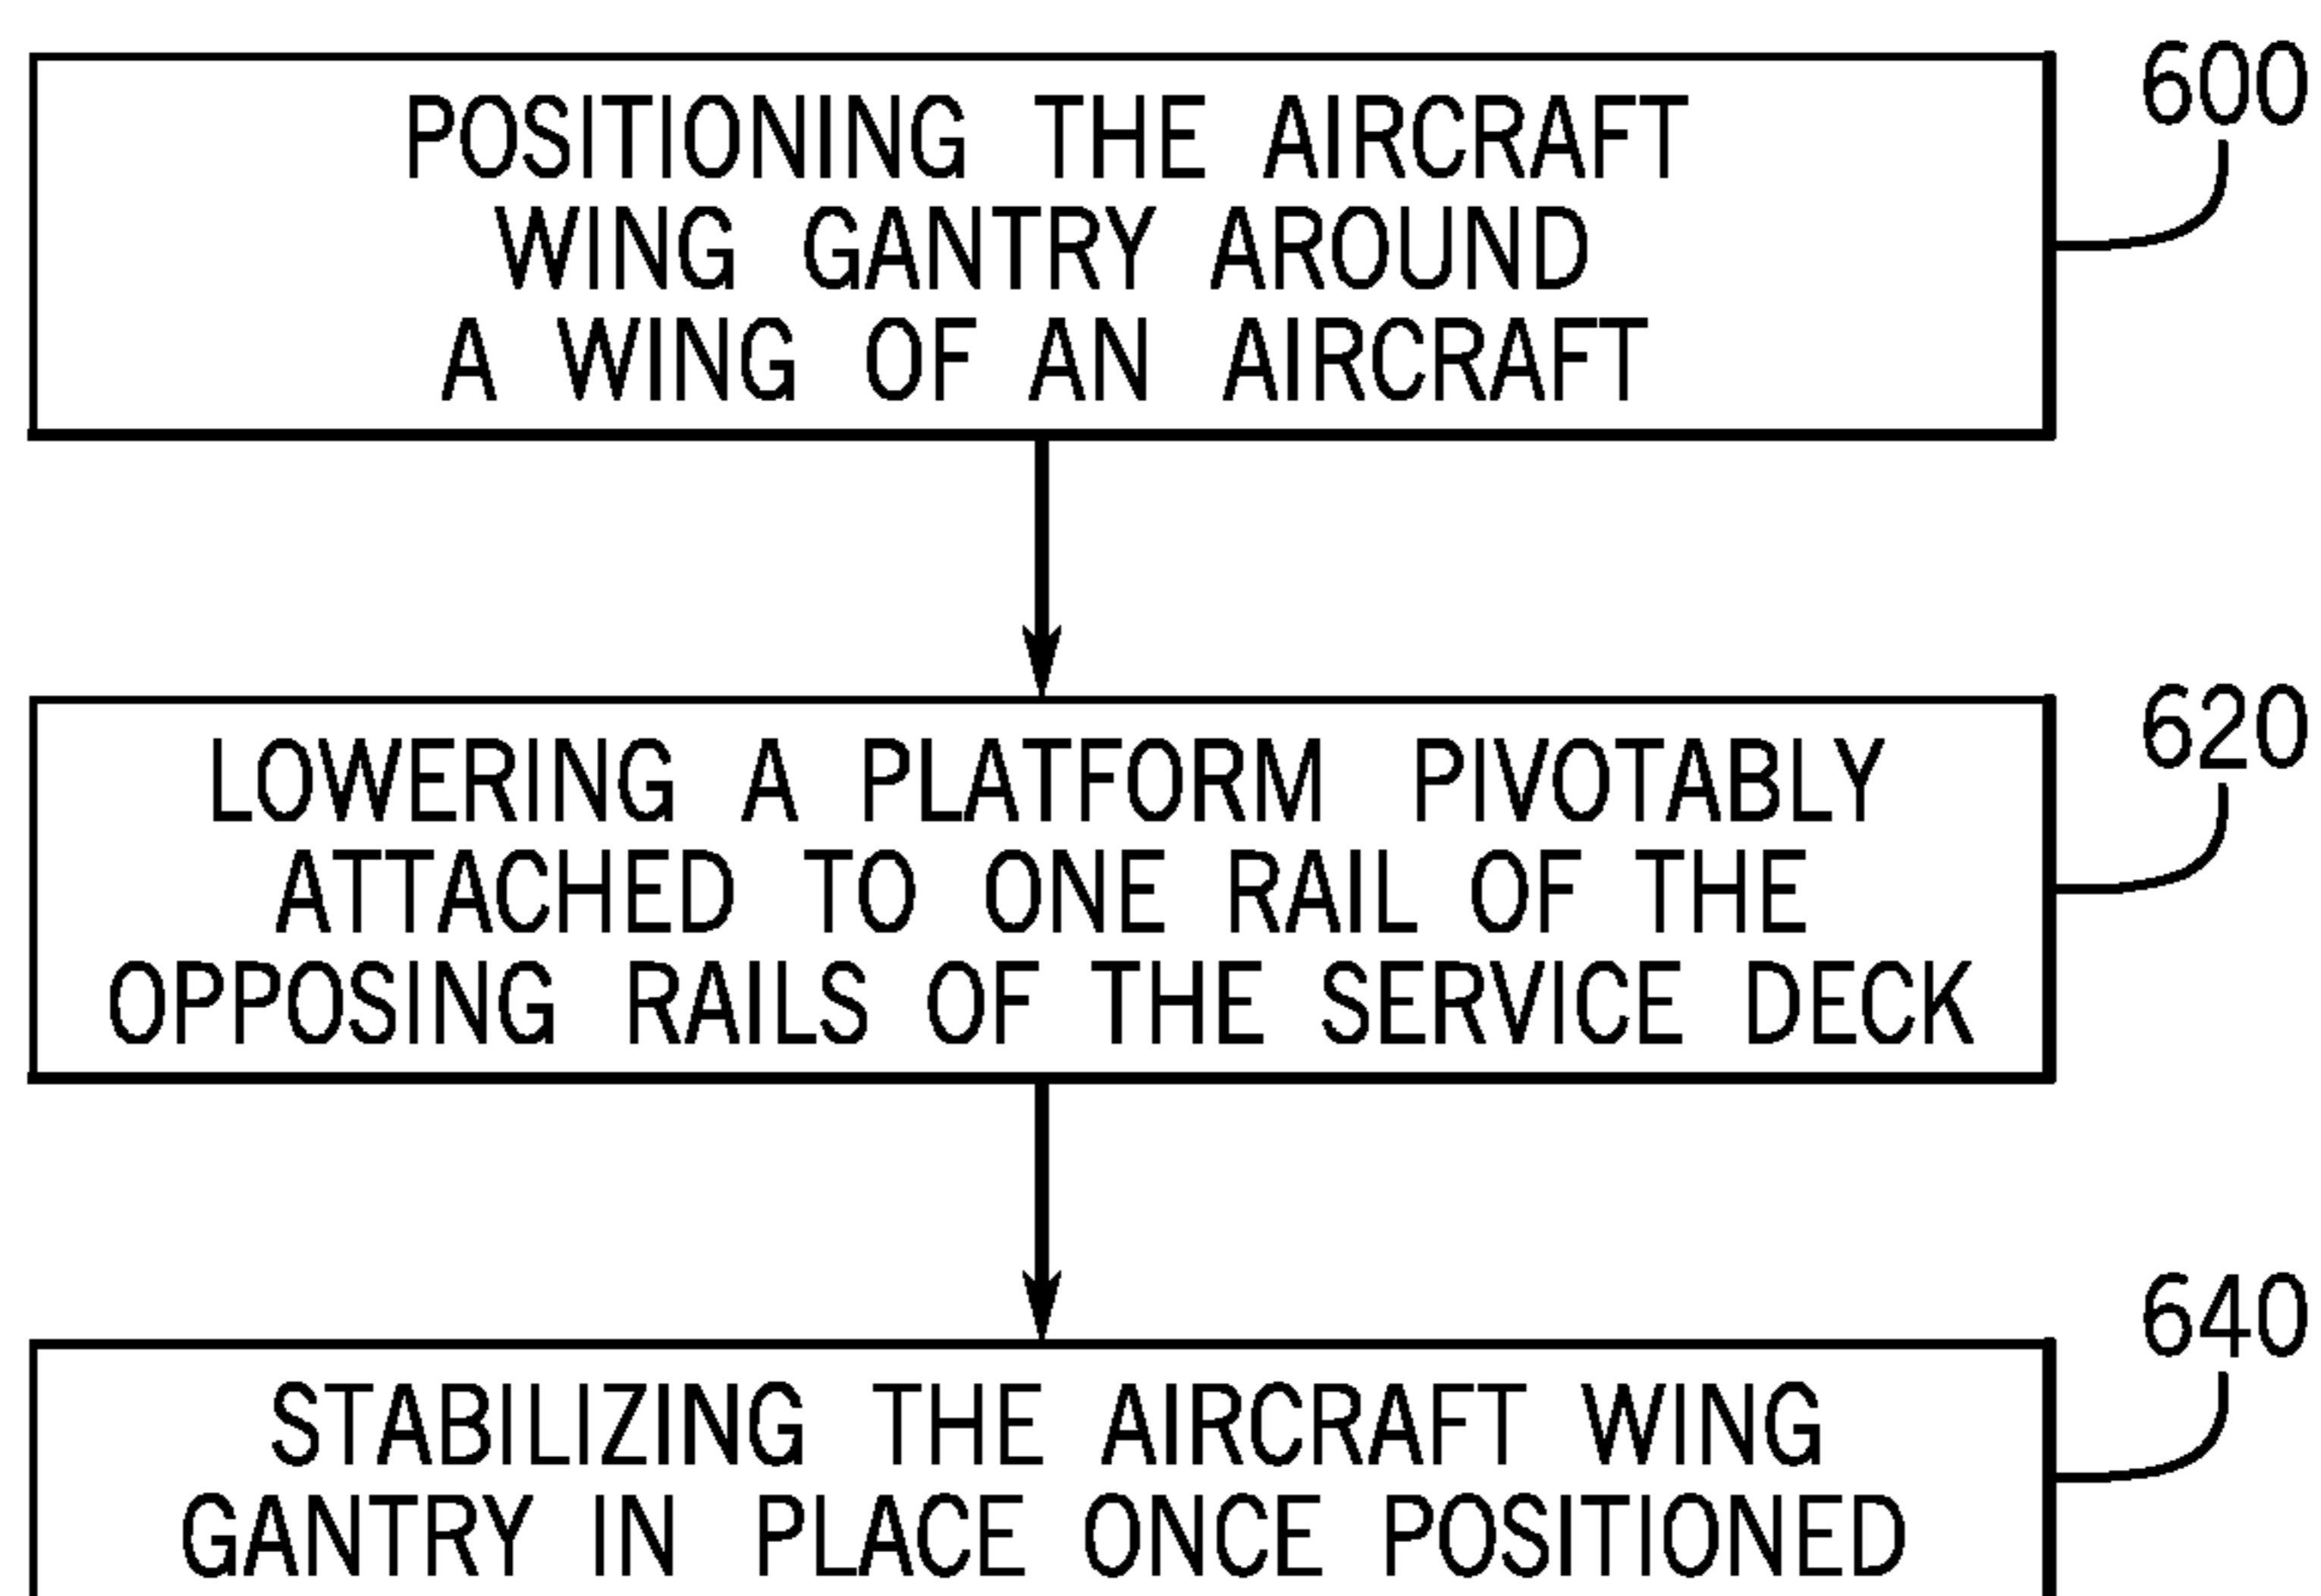 POSITIONING THE AIRCRAFT
WING GANTRY AROUND
A WING OF AN AIRCRAFT
600
LOWERING A PLATFORM PIVOTABLY
ATTACHED TO ONE RAIL OF THE
OPPOSING RAILS OF THE SERVICE DECK
620
STABILIZING THE AIRCRAFT WING
GANTRY IN PLACE ONCE POSITIONED
640